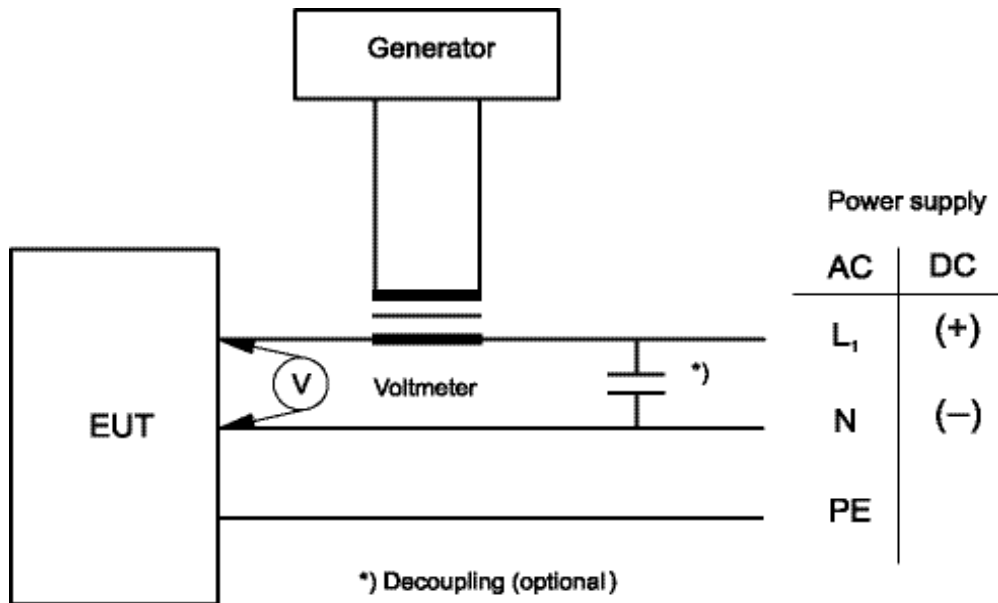 Generator
Power supply
AC DC
L₁ (+)
*)
V Voltmeter
EUT
N (–)
PE
*) Decoupling (optional)